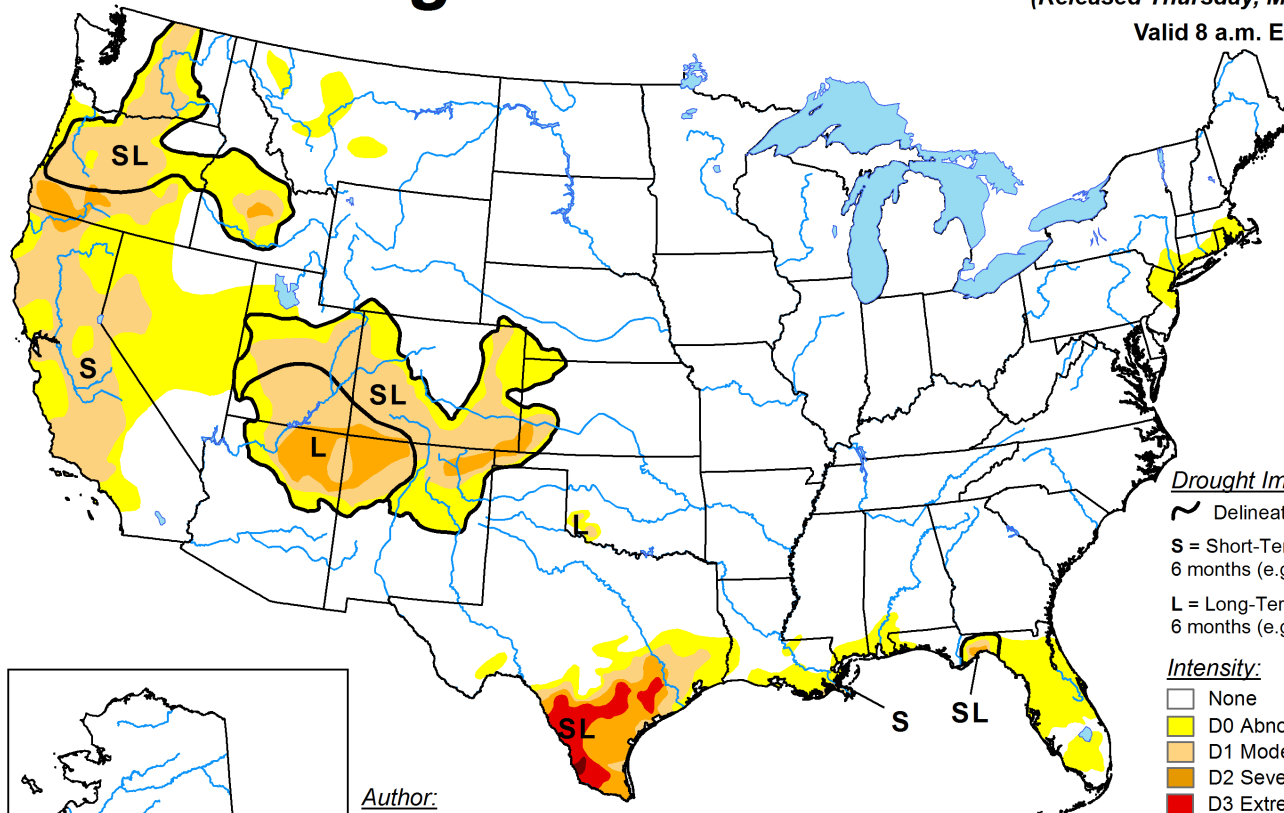 (Released Thursday, M
Valid 8 a.m. E
SL
S
SL
L
L
SL
S
SL
Drought Im
Delineat
S = Short-Ter
6 months (e.g
L = Long-Ter
6 months (e.g
Intensity:
None
D0 Abno
D1 Mode
D2 Seve
D3 Extre
Author: